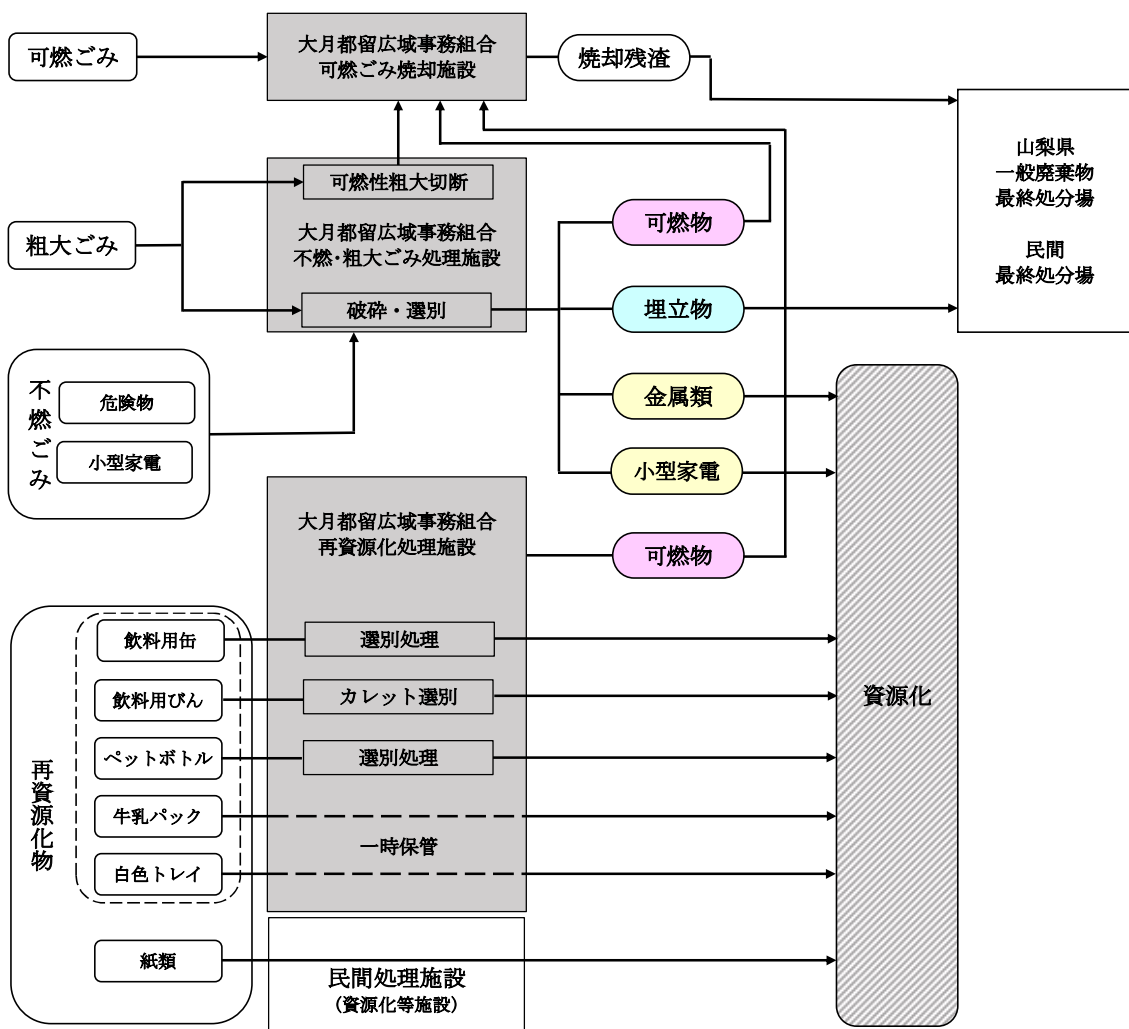 可燃ごみ
大月都留広域事務組合
可燃ごみ焼却施設
焼却残渣
山梨県
一般廃棄物
最終処分場
民間
最終処分場
粗大ごみ
可燃性粗大切断
大月都留広域事務組合
不燃・粗大ごみ処理施設
破砕・選別
可燃物
埋立物
金属類
小型家電
不燃ごみ
危険物
小型家電
大月都留広域事務組合
再資源化処理施設
可燃物
再資源化物
飲料用缶
選別処理
飲料用びん
カレット選別
ペットボトル
選別処理
牛乳パック
一時保管
白色トレイ
紙類
民間処理施設
(資源化等施設)
資源化